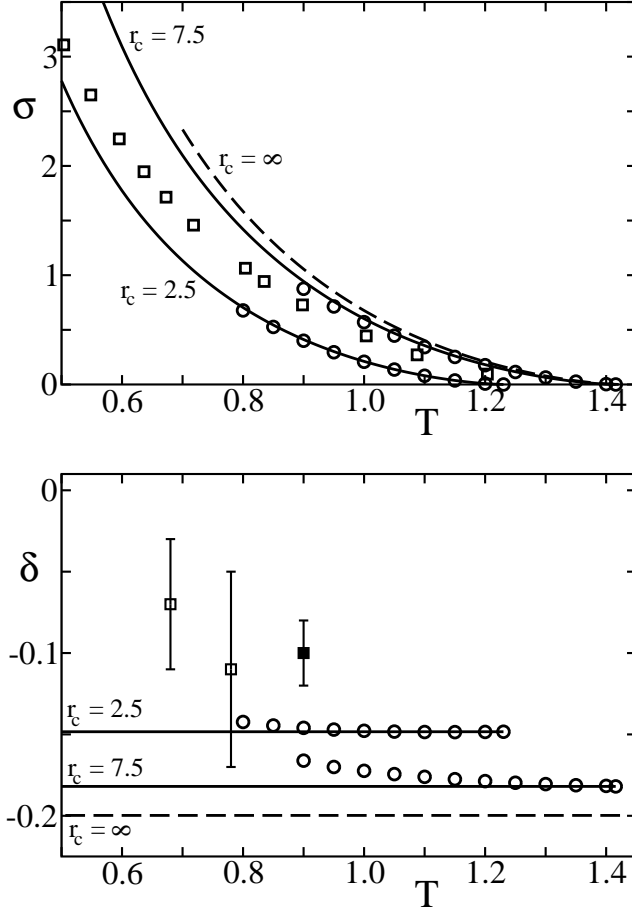 3
r_c = 7.5
σ
2
r_c = ∞
1
r_c = 2.5
0
0.6 0.8 1.0 1.2 1.4
T
0
δ
-0.1
r_c = 2.5
r_c = 7.5
-0.2
r_c = ∞
0.6 0.8 1.0 1.2 1.4
T